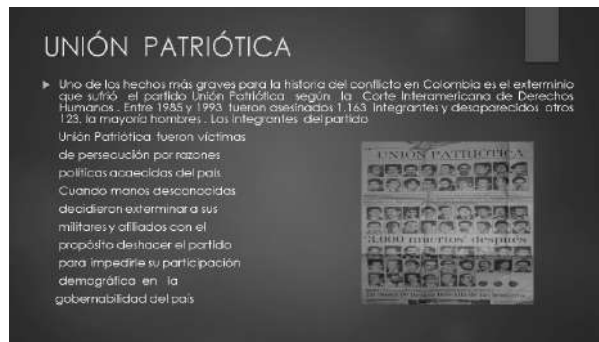 UNIÓN PATRIÓTICA
Uno de los hechos más graves para la historia del conflicto en Colombia es el exterminio
que sufrió el partido Unión Patriótica según la Corte Interamericana de Derechos
Humanos . Entre 1985 y 1993 fueron asesinados 1.163 integrantes y desaparecidos otros
123, la mayoría hombres . Los integrantes del partido
Unión Patriótica fueron víctimas
de persecución por razones
políticas acaecidas del país
Cuando manos desconocidas
decidieron exterminar a sus
militares y afiliados con el
propósito deshacer el partido
para impedirle su participación
demográfica en la
gobernabilidad del país
UNION PATRIOTICA
3.000 muertos después